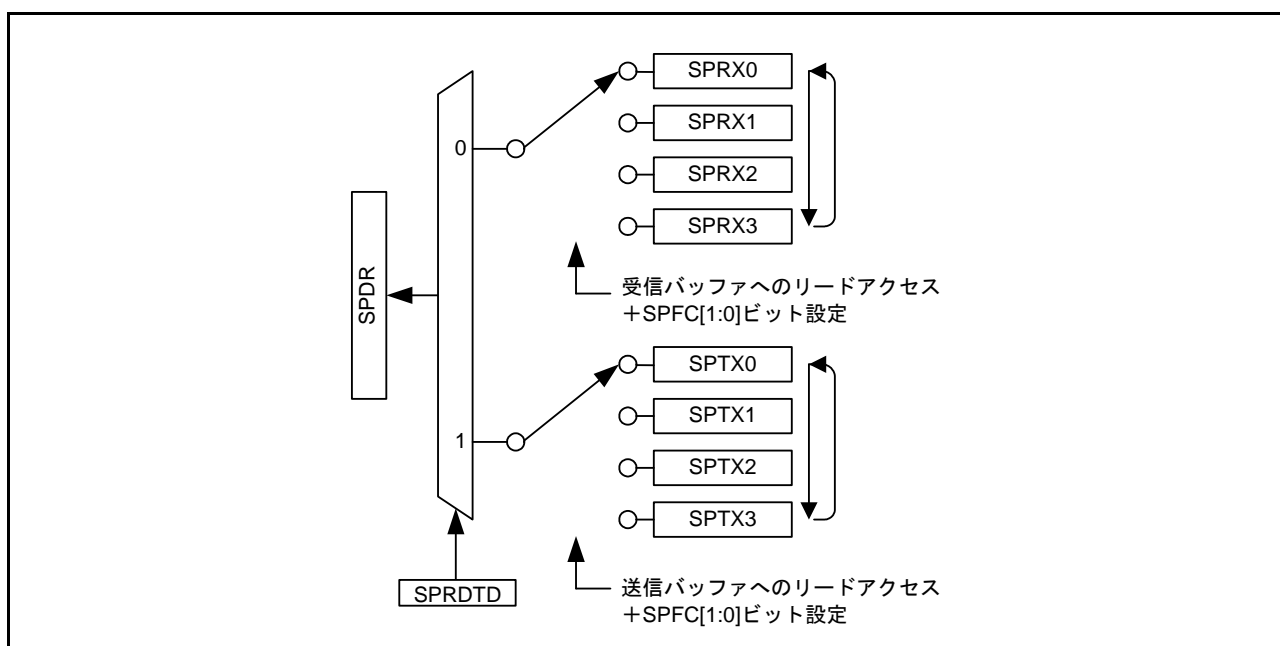 SPRX0
SPRX1
0
SPRX2
SPRX3
SPDR
受信バッファへのリードアクセス
＋SPFC[1:0]ビット設定
SPTX0
SPTX1
1
SPTX2
SPTX3
SPRDTD
送信バッファへのリードアクセス
＋SPFC[1:0]ビット設定